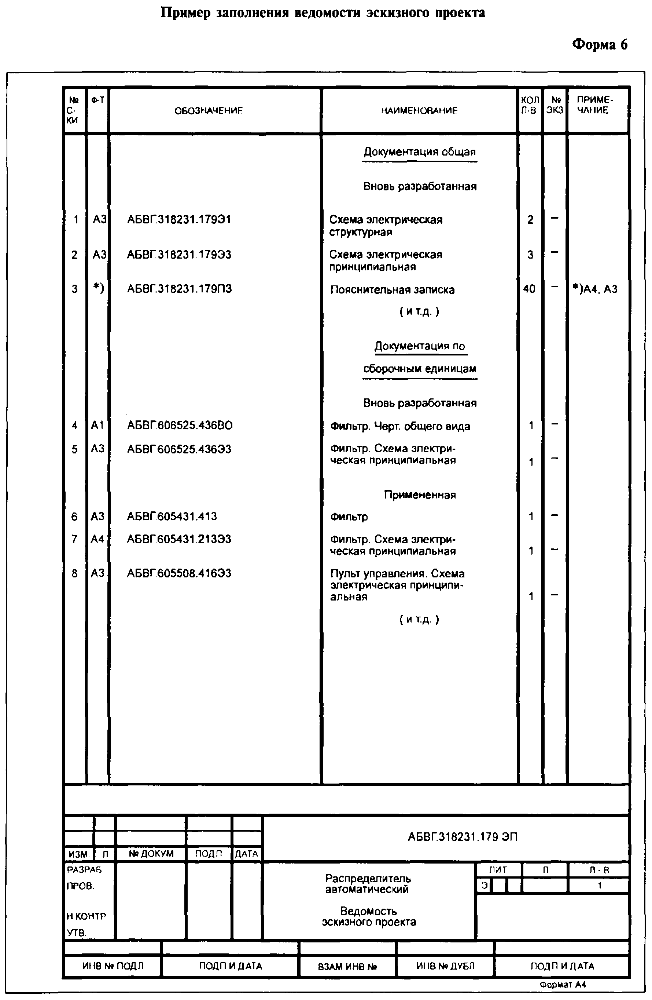 Пример заполнения ведомости эскизного проекта
Форма 6
№ С-КИ Ф-Т ОБОЗНАЧЕНИЕ НАИМЕНОВАНИЕ КОЛ Л-В № ЭКЗ ПРИМЕ-ЧАНИЕ
Документация общая
Вновь разработанная
1 А3 АБВГ.318231.179Э1 Схема электрическая 2 –
структурная
2 А3 АБВГ.318231.179Э3 Схема электрическая 3 –
принципиальная
3 *) АБВГ.318231.179ПЗ Пояснительная записка 40 – *)А4, А3
( и т.д. )
Документация по
сборочным единицам
Вновь разработанная
4 А1 АБВГ.606525.436ВО Фильтр. Черт. общего вида 1 –
5 А3 АБВГ.606525.436Э3 Фильтр. Схема электри-
ческая принципиальная 1 –
Примененная
6 А3 АБВГ.605431.413 Фильтр 1 –
7 А4 АБВГ.605431.213Э3 Фильтр. Схема электри-
ческая принципиальная 1 –
8 А3 АБВГ.605508.416Э3 Пульт управления. Схема
электрическая принципи-
альная 1 –
( и т.д. )
АБВГ.318231.179 ЭП
ИЗМ. Л № ДОКУМ ПОДП. ДАТА
РАЗРАБ
ПРОВ.
Н.КОНТР
УТВ.
Распределитель
автоматический
Ведомость
эскизного проекта
ЛИТ Л Л-В
Э 1
ИНВ № ПОДЛ ПОДП И ДАТА ВЗАМ ИНВ № ИНВ № ДУБЛ ПОДП И ДАТА
Формат А4